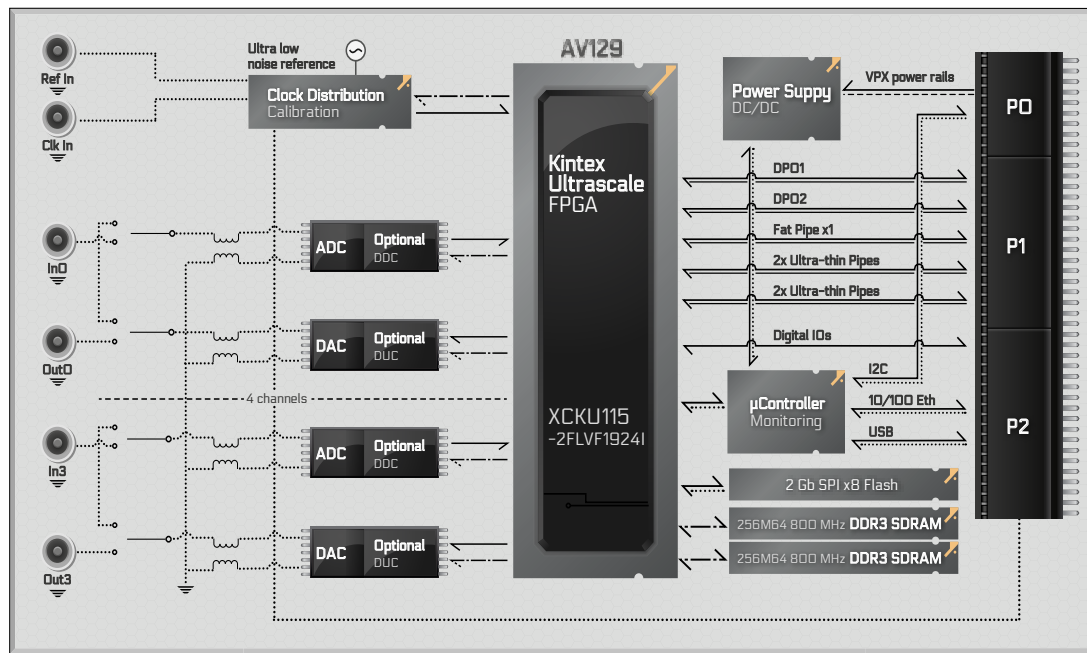 AV129
Ultra low
noise reference
Ref In
Clock Distribution
Calibration
Clk In
Power Suppy
DC/DC
VPX power rails
P0
Kintex
Ultrascale
FPGA
DPO1
DPO2
Fat Pipe x1
2x Ultra-thin Pipes
2x Ultra-thin Pipes
Digital IOs
P1
In0
ADC
Optional
DDC
Out0
DAC
Optional
DUC
4 channels
I2C
10/100 Eth
USB
µController
Monitoring
P2
XCKU115
-2FLVF1924I
In3
ADC
Optional
DDC
2 Gb SPI x8 Flash
256M64 800 MHz DDR3 SDRAM
256M64 800 MHz DDR3 SDRAM
Out3
DAC
Optional
DUC